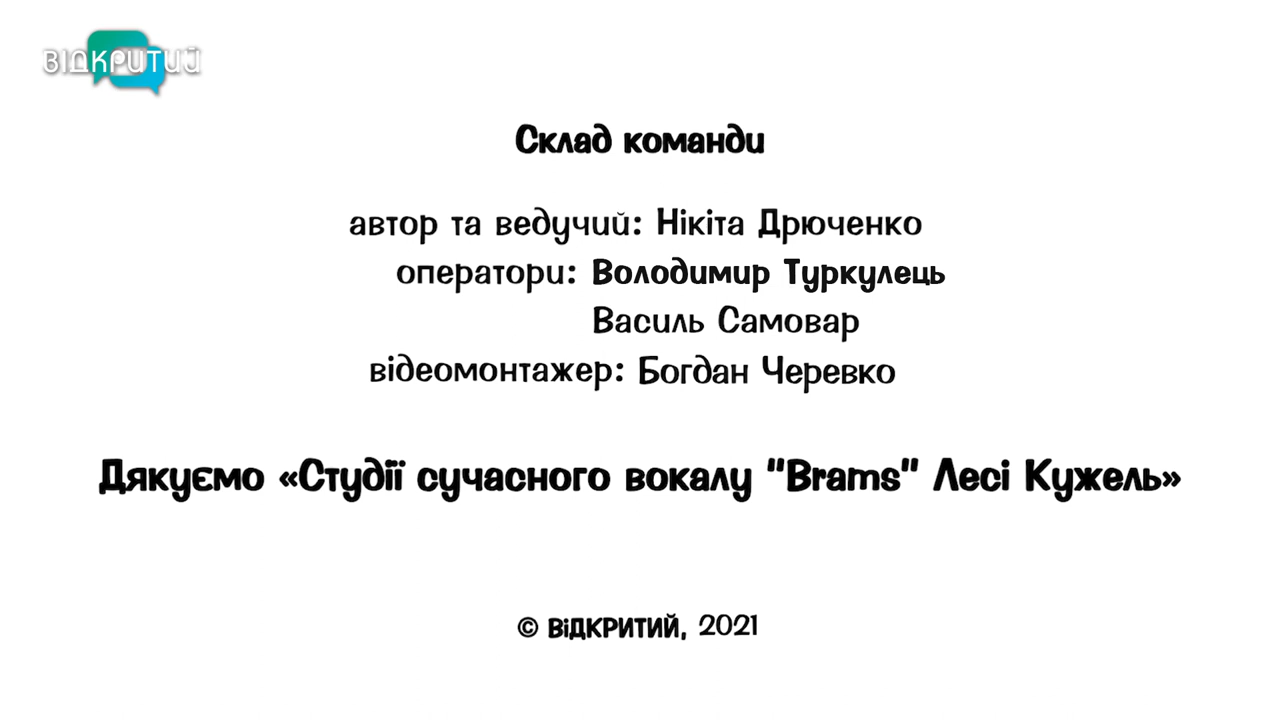 ВІДКРИТИЙ
Склад команди
автор та ведучий: Нікіта Дрюченко
оператори: Володимир Туркулець
Василь Самовар
відеомонтажер: Богдан Черевко
Дякуємо «Студії сучасного вокалу "Brams" Лесі Кужель»
© ВіДКРИТИЙ, 2021